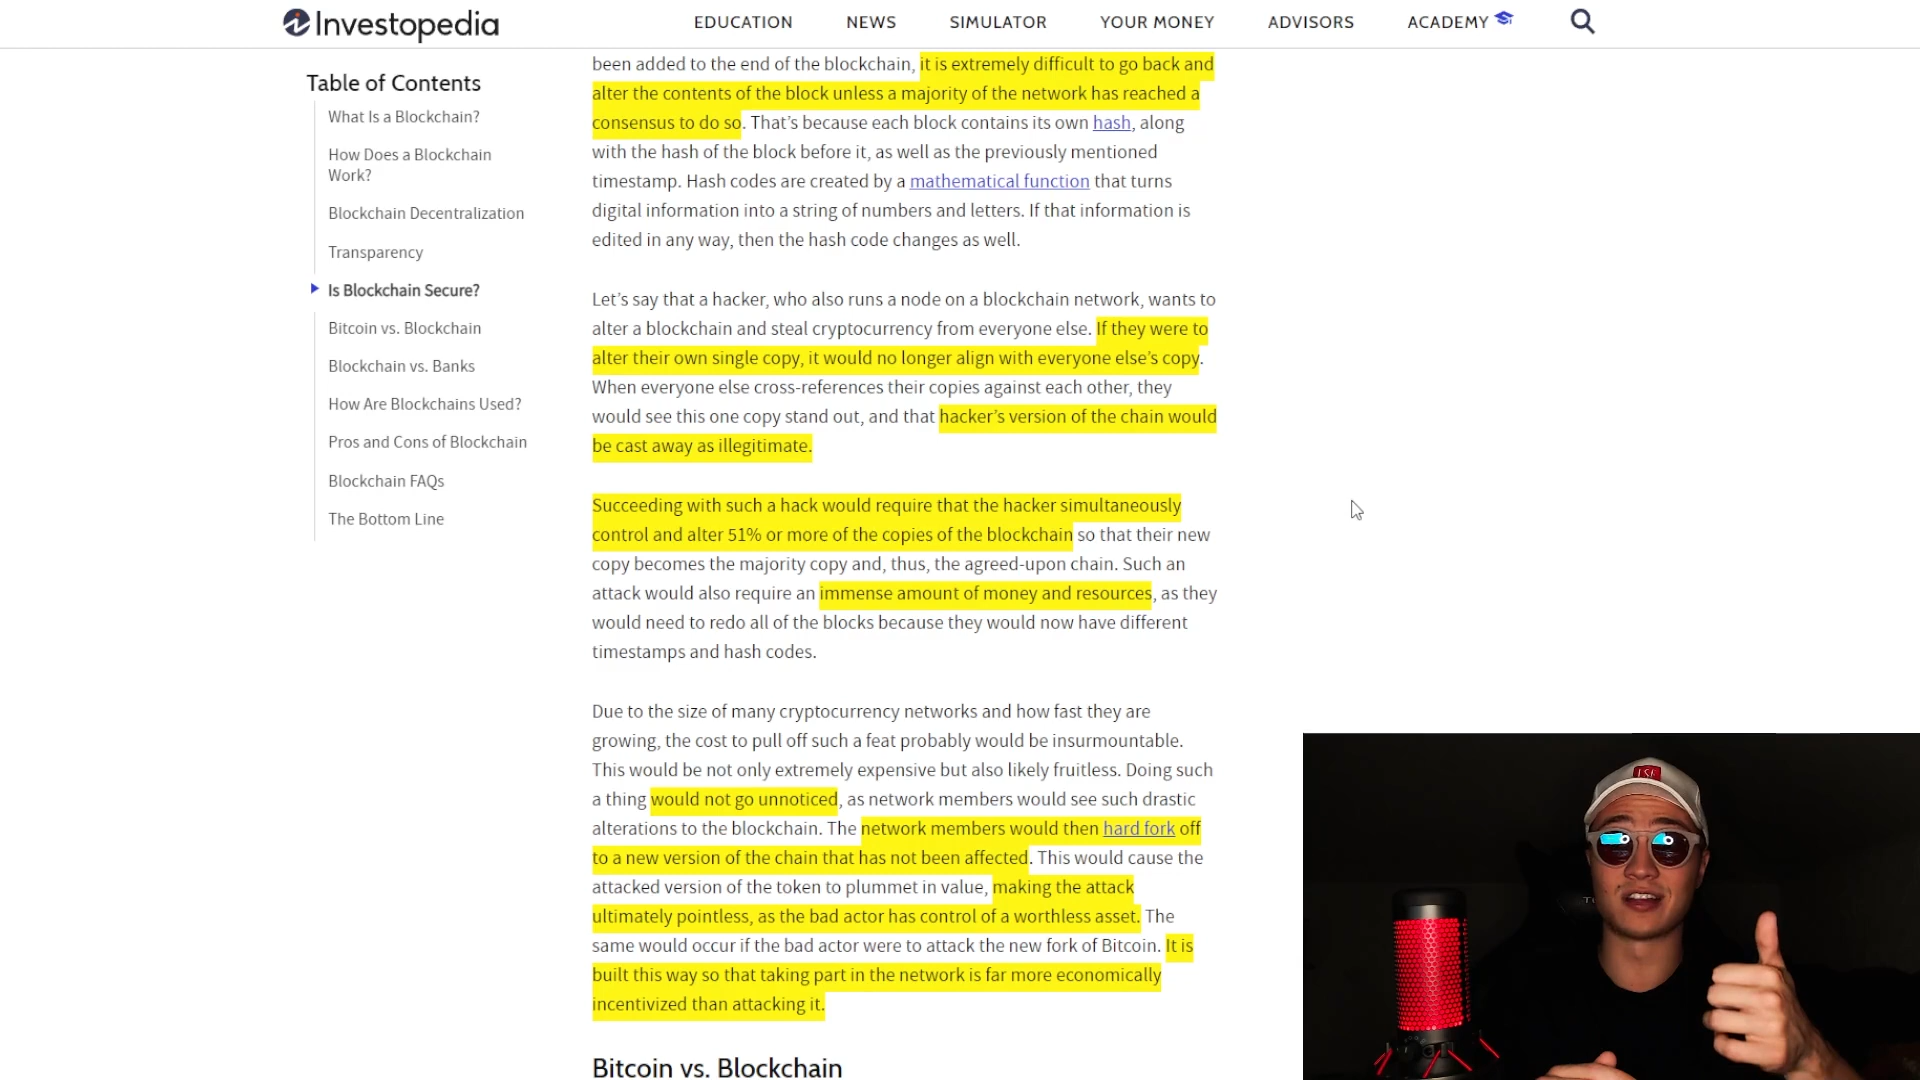 Investopedia
EDUCATION
NEWS
SIMULATOR
YOUR MONEY
ADVISORS
ACADEMY
Table of Contents
What Is a Blockchain?
How Does a Blockchain
Work?
Blockchain Decentralization
Transparency
Is Blockchain Secure?
Bitcoin vs. Blockchain
Blockchain vs. Banks
How Are Blockchains Used?
Pros and Cons of Blockchain
Blockchain FAQs
The Bottom Line
been added to the end of the blockchain, it is extremely difficult to go back and
alter the contents of the block unless a majority of the network has reached a
consensus to do so. That’s because each block contains its own hash, along
with the hash of the block before it, as well as the previously mentioned
timestamp. Hash codes are created by a mathematical function that turns
digital information into a string of numbers and letters. If that information is
edited in any way, then the hash code changes as well.
Let’s say that a hacker, who also runs a node on a blockchain network, wants to
alter a blockchain and steal cryptocurrency from everyone else. If they were to
alter their own single copy, it would no longer align with everyone else’s copy.
When everyone else cross-references their copies against each other, they
would see this one copy stand out, and that hacker’s version of the chain would
be cast away as illegitimate.
Succeeding with such a hack would require that the hacker simultaneously
control and alter 51% or more of the copies of the blockchain so that their new
copy becomes the majority copy and, thus, the agreed-upon chain. Such an
attack would also require an immense amount of money and resources, as they
would need to redo all of the blocks because they would now have different
timestamps and hash codes.
Due to the size of many cryptocurrency networks and how fast they are
growing, the cost to pull off such a feat probably would be insurmountable.
This would be not only extremely expensive but also likely fruitless. Doing such
a thing would not go unnoticed, as network members would see such drastic
alterations to the blockchain. The network members would then hard fork off
to a new version of the chain that has not been affected. This would cause the
attacked version of the token to plummet in value, making the attack
ultimately pointless, as the bad actor has control of a worthless asset. The
same would occur if the bad actor were to attack the new fork of Bitcoin. It is
built this way so that taking part in the network is far more economically
incentivized than attacking it.
Bitcoin vs. Blockchain